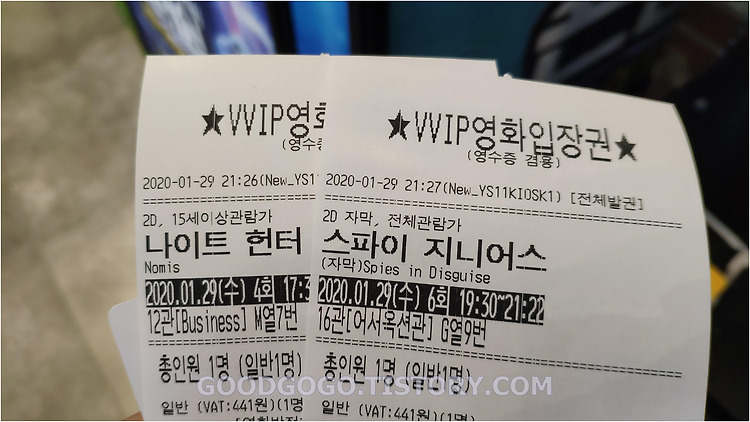 ★VVIP영화
(영수증
2020-01-29 21:26(New_YS11
2D, 15세이상관람가
나이트 헌터
Nomis
2020.01.29(수) 4회 17:3
12관[Business] M열7번
총인원 1명 (일반1명)
일반 (VAT:441원)(1명
★VVIP영화입장권★
(영수증 겸용)
2020-01-29 21:27(New_YS11KIOSK1) [전체발권]
2D 자막, 전체관람가
스파이 지니어스
(자막)Spies in Disguise
2020.01.29(수) 6회 19:30~21:22
16관[어서옥션관] G열9번
총인원 1명 (일반1명)
일반 (VAT:441원)(1명
GOODGOGO.TISTORY.COM